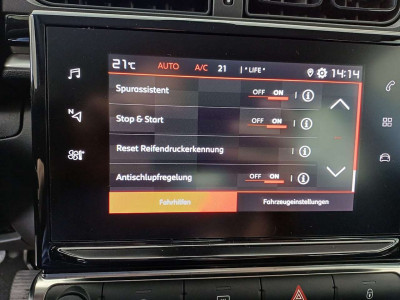 21°C AUTO A/C 21 | * LIFE * 14:14
Spurassistent OFF ON
Stop & Start OFF ON
Reset Reifendruckerkennung
Antischlupfregelung OFF ON
Fahrhilfen Fahrzeugeinstellungen
N